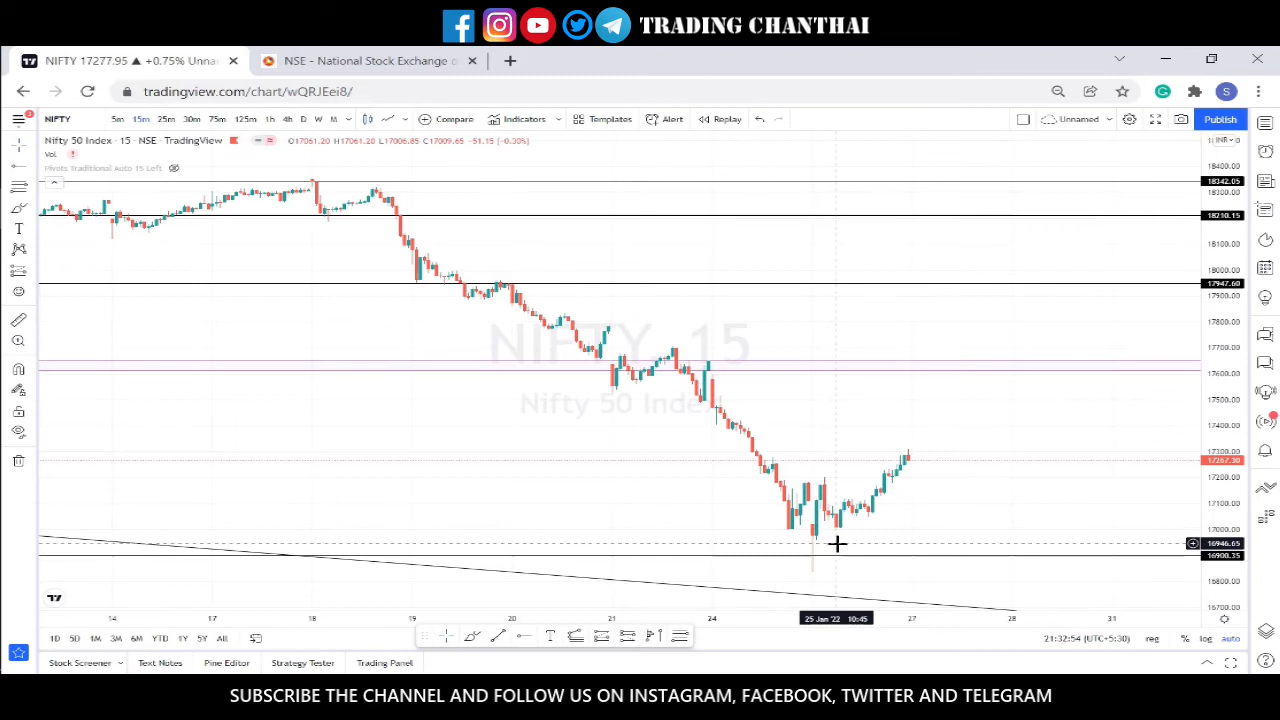 TRADING CHANTHAI
NIFTY 17277.95 ▲ +0.75% Unna
NSE - National Stock Exchange o
tradingview.com/chart/wQRJEei8/
S
NIFTY 5m 15m 25m 30m 75m 125m 1h 2h 4h D W M Compare Indicators Templates Alert Replay Unnamed Publish
Nifty 50 Index · 15 · NSE · TradingView O17061.20 H17061.20 L17006.85 C17009.65 -51.15 (-0.30%)
INR
Vol.
Pivots Traditional Auto 15 Left
18400.00
18342.05
18300.00
18210.15
18100.00
18000.00
17947.60
17900.00
17800.00
17700.00
17600.00
17500.00
17400.00
17300.00
17267.30
17200.00
17100.00
17000.00
16946.65
16900.35
16800.00
16700.00
NIFTY, 15
Nifty 50 Index
14 17 18 19 20 21 24 25 Jan '22 10:45 27 28 31
1D 5D 1M 3M 6M YTD 1Y 5Y All
21:32:54 (UTC+5:30) reg % log auto
Stock Screener Text Notes Pine Editor Strategy Tester Trading Panel
SUBSCRIBE THE CHANNEL AND FOLLOW US ON INSTAGRAM, FACEBOOK, TWITTER AND TELEGRAM